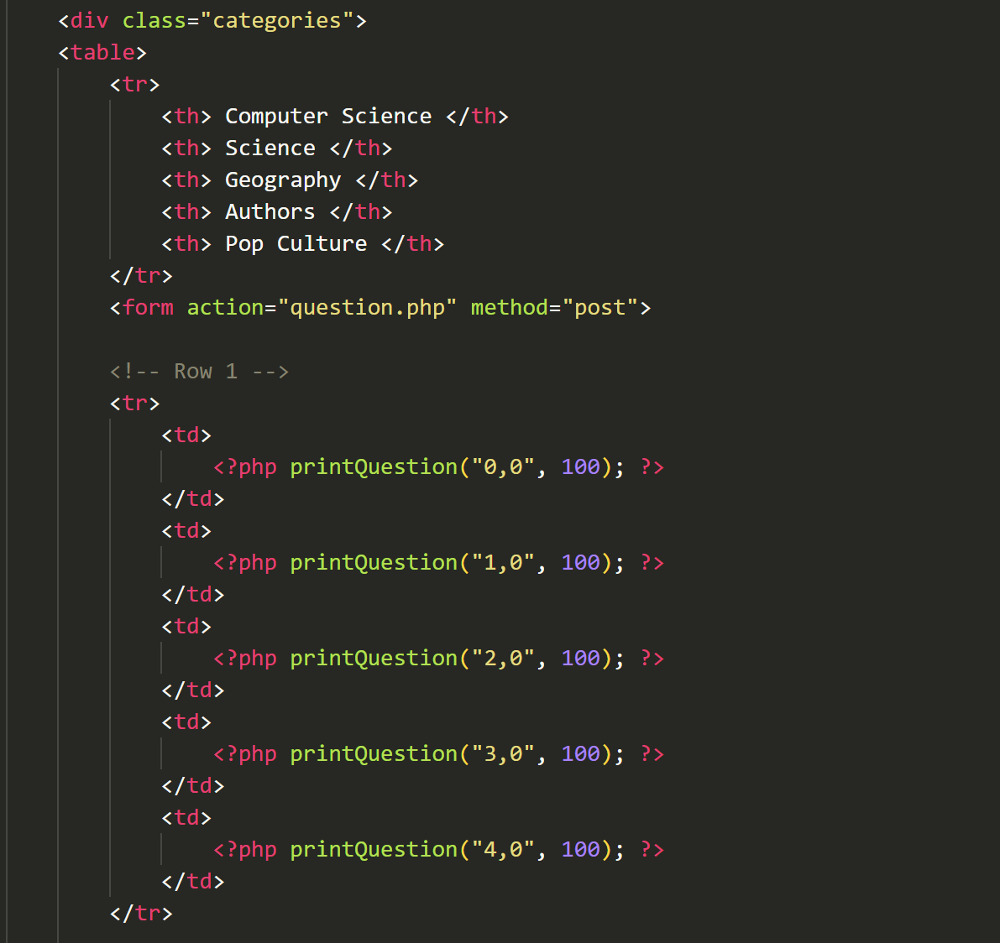 <div class="categories">
<table>
<tr>
<th> Computer Science </th>
<th> Science </th>
<th> Geography </th>
<th> Authors </th>
<th> Pop Culture </th>
</tr>
<form action="question.php" method="post">
<!-- Row 1 -->
<tr>
<td>
<?php printQuestion("0,0", 100); ?>
</td>
<td>
<?php printQuestion("1,0", 100); ?>
</td>
<td>
<?php printQuestion("2,0", 100); ?>
</td>
<td>
<?php printQuestion("3,0", 100); ?>
</td>
<td>
<?php printQuestion("4,0", 100); ?>
</td>
</tr>